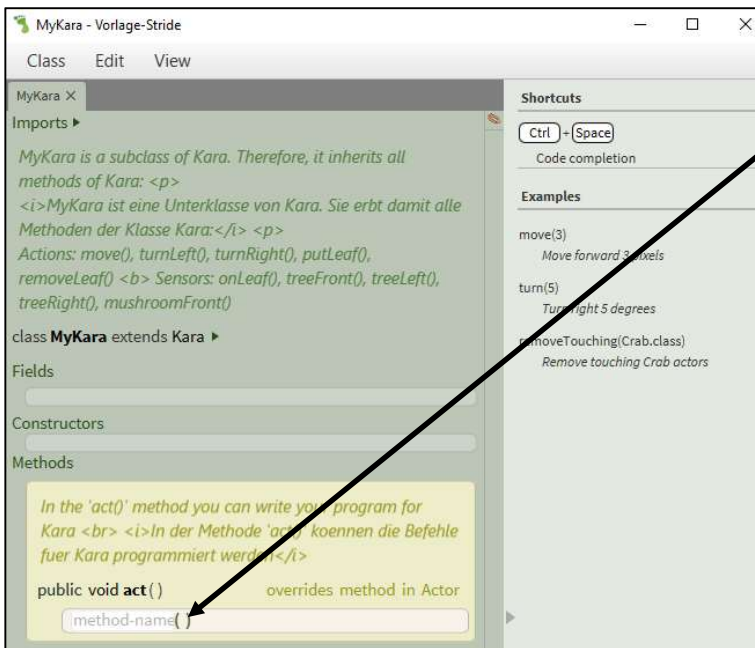 MyKara - Vorlage-Stride
Class Edit View
MyKara ×
Imports
MyKara is a subclass of Kara. Therefore, it inherits all
methods of Kara: <p>
<i>MyKara ist eine Unterklasse von Kara. Sie erbt damit alle
Methoden der Klasse Kara:</i> <p>
Actions: move(), turnLeft(), turnRight(), putLeaf(),
removeLeaf() <b> Sensors: onLeaf(), treeFront(), treeLeft(),
treeRight(), mushroomFront()
class MyKara extends Kara
Fields
Constructors
Methods
In the 'act()' method you can write your program for
Kara <br> <i>In der Methode 'act()' koennen die Befehle
fuer Kara programmiert werden</i>
public void act() overrides method in Actor
method-name()
Shortcuts
Ctrl + Space
Code completion
Examples
move(3)
Move forward 3 pixels
turn(5)
Turn right 5 degrees
removeTouching(Crab.class)
Remove touching Crab actors